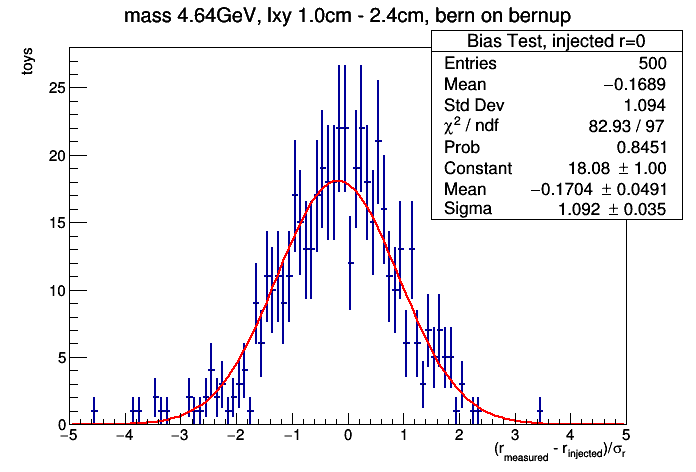 mass 4.64GeV, lxy 1.0cm - 2.4cm, bern on bernup
toys
Bias Test, injected r=0
Entries 500
Mean −0.1689
Std Dev 1.094
χ² / ndf 82.93 / 97
Prob 0.8451
Constant 18.08 ± 1.00
Mean −0.1704 ± 0.0491
Sigma 1.092 ± 0.035
25
20
15
10
5
0
−5 −4 −3 −2 −1 0 1 2 3 4 5
(r_measured - r_injected)/σ_r